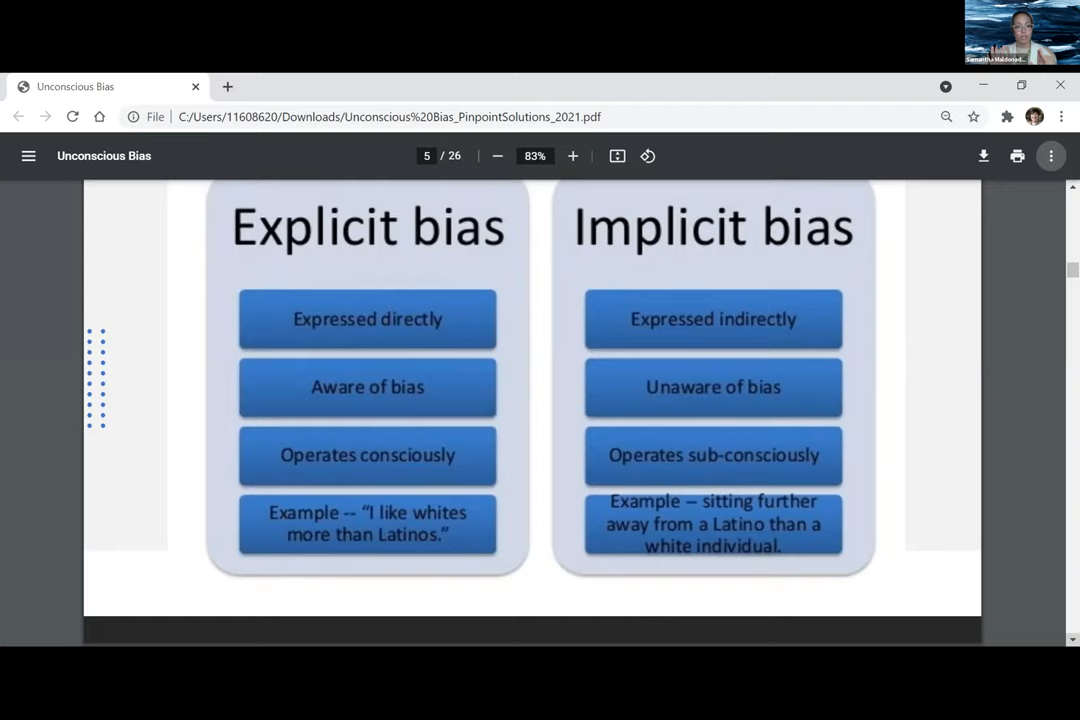 Samantha Maldonad...
Unconscious Bias
File
C:/Users/11608620/Downloads/Unconscious%20Bias_PinpointSolutions_2021.pdf
Unconscious Bias
5 / 26
83%
Explicit bias
Expressed directly
Aware of bias
Operates consciously
Example -- “I like whites
more than Latinos.”
Implicit bias
Expressed indirectly
Unaware of bias
Operates sub-consciously
Example – sitting further
away from a Latino than a
white individual.